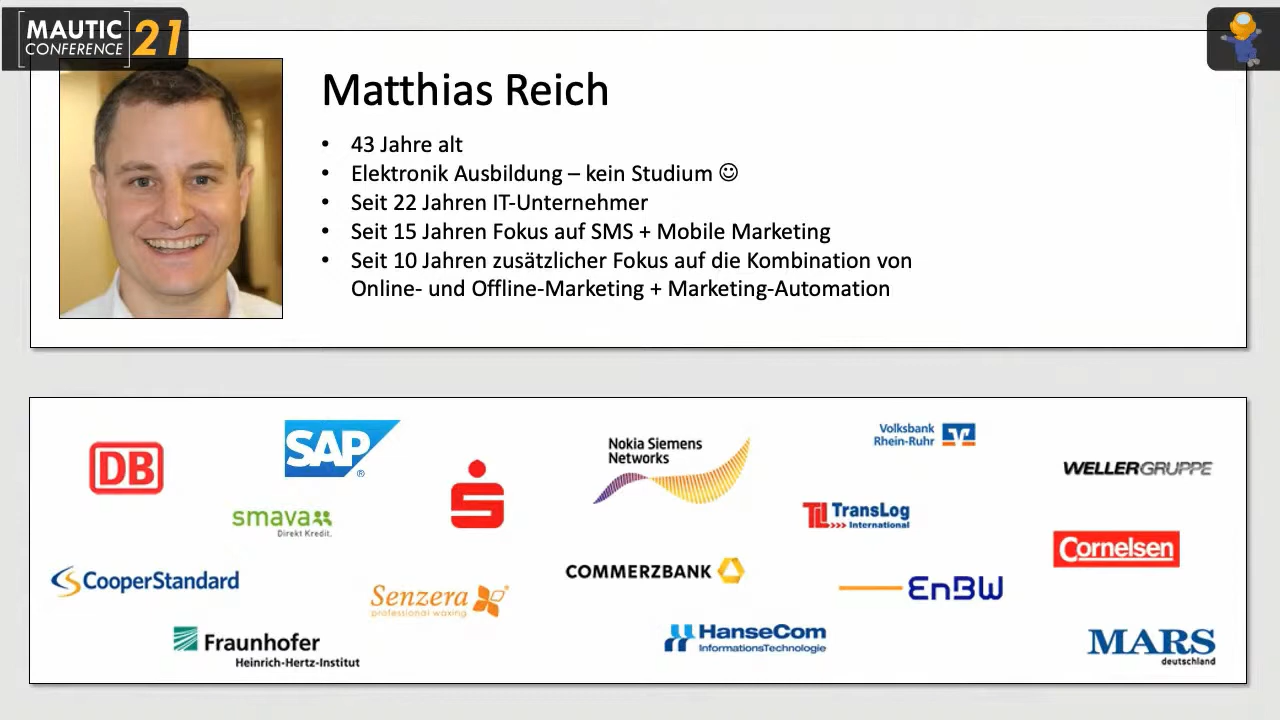 MAUTIC
CONFERENCE 21
Matthias Reich
• 43 Jahre alt
• Elektronik Ausbildung – kein Studium ☺
• Seit 22 Jahren IT-Unternehmer
• Seit 15 Jahren Fokus auf SMS + Mobile Marketing
• Seit 10 Jahren zusätzlicher Fokus auf die Kombination von
Online- und Offline-Marketing + Marketing-Automation
DB
SAP®
Nokia Siemens
Networks
Volksbank
Rhein-Ruhr
WELLERGRUPPE
smava
Direkt Kredit.
TransLog
International
Cornelsen
CooperStandard
Senzera
professional waxing
COMMERZBANK
EnBW
Fraunhofer
Heinrich-Hertz-Institut
HanseCom
InformationsTechnologie
MARS
deutschland